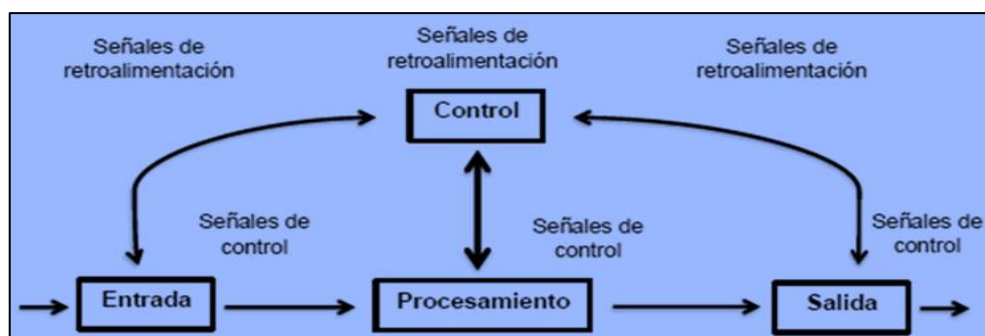 Señales de
retroalimentación
Señales de
retroalimentación
Señales de
retroalimentación
Control
Señales de
control
Señales de
control
Señales de
control
Entrada
Procesamiento
Salida